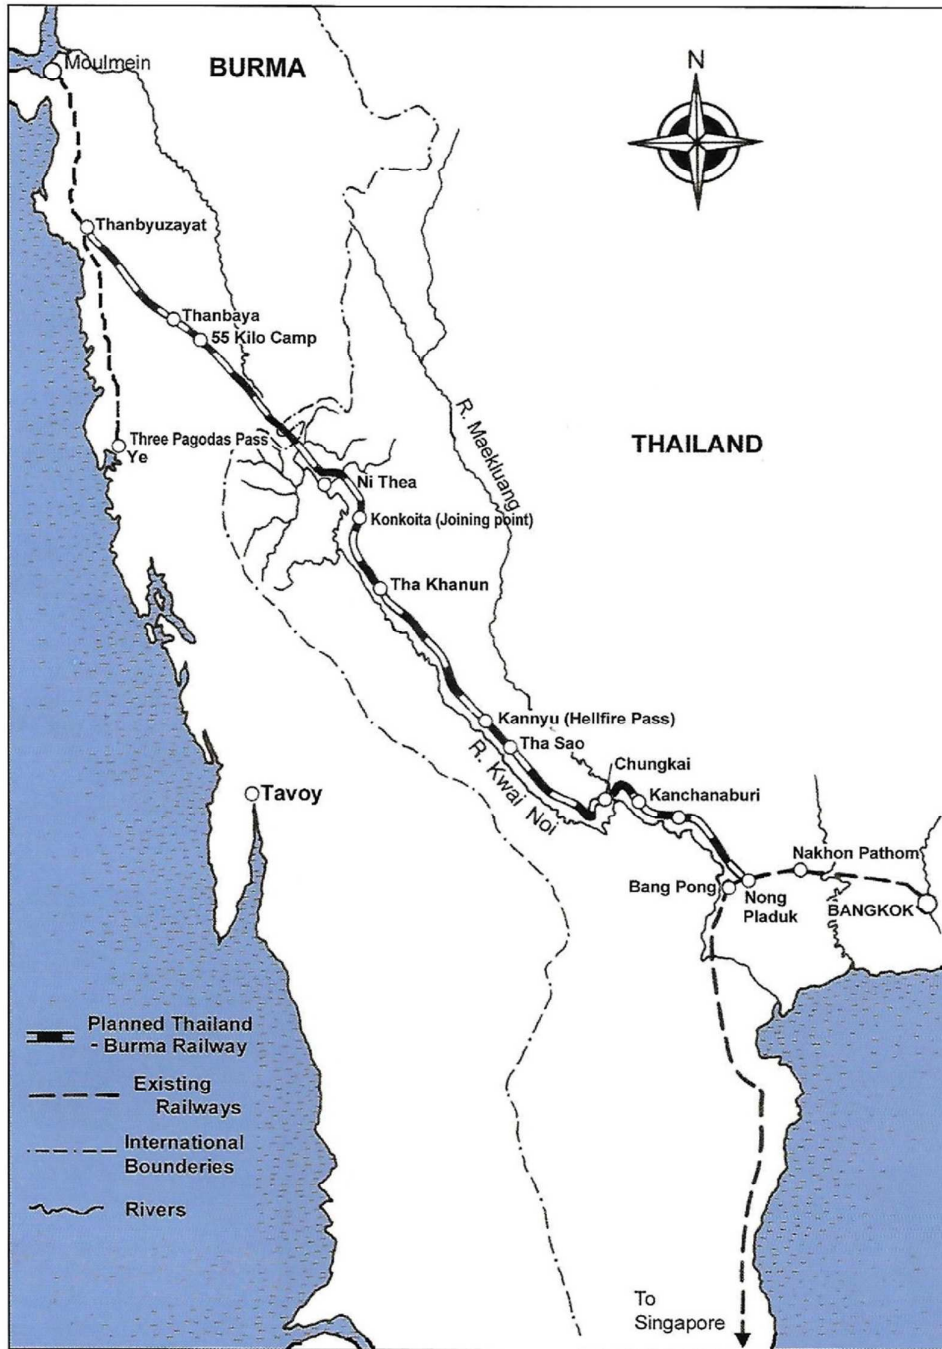 N
BURMA
Moulmein
Thanbyuzayat
Thanbaya
55 Kilo Camp
R. Maekluang
THAILAND
Three Pagodas Pass
Ye
Ni Thea
Konkoita (Joining point)
Tha Khanun
Kannyu (Hellfire Pass)
Tha Sao
R. Kwai Noi
Chungkai
Kanchanaburi
Tavoy
Nakhon Pathom
Bang Pong
Nong
Pladuk
BANGKOK
Planned Thailand
- Burma Railway
Existing
Railways
International
Bounderies
Rivers
To
Singapore